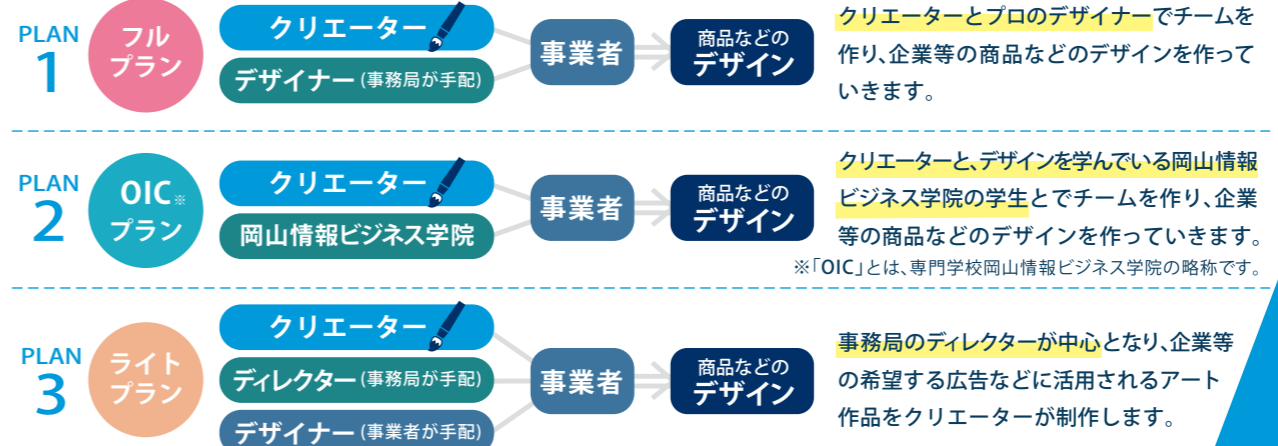 PLAN
1
フル
プラン
クリエーター
デザイナー(事務局が手配)
事業者
商品などの
デザイン
クリエーターとプロのデザイナーでチームを
作り、企業等の商品などのデザインを作って
いきます。
PLAN
2
OIC※
プラン
クリエーター
岡山情報ビジネス学院
事業者
商品などの
デザイン
クリエーターと、デザインを学んでいる岡山情報
ビジネス学院の学生とでチームを作り、企業
等の商品などのデザインを作っていきます。
※「OIC」とは、専門学校岡山情報ビジネス学院の略称です。
PLAN
3
ライト
プラン
クリエーター
ディレクター(事務局が手配)
デザイナー(事業者が手配)
事業者
商品などの
デザイン
事務局のディレクターが中心となり、企業等
の希望する広告などに活用されるアート
作品をクリエーターが制作します。